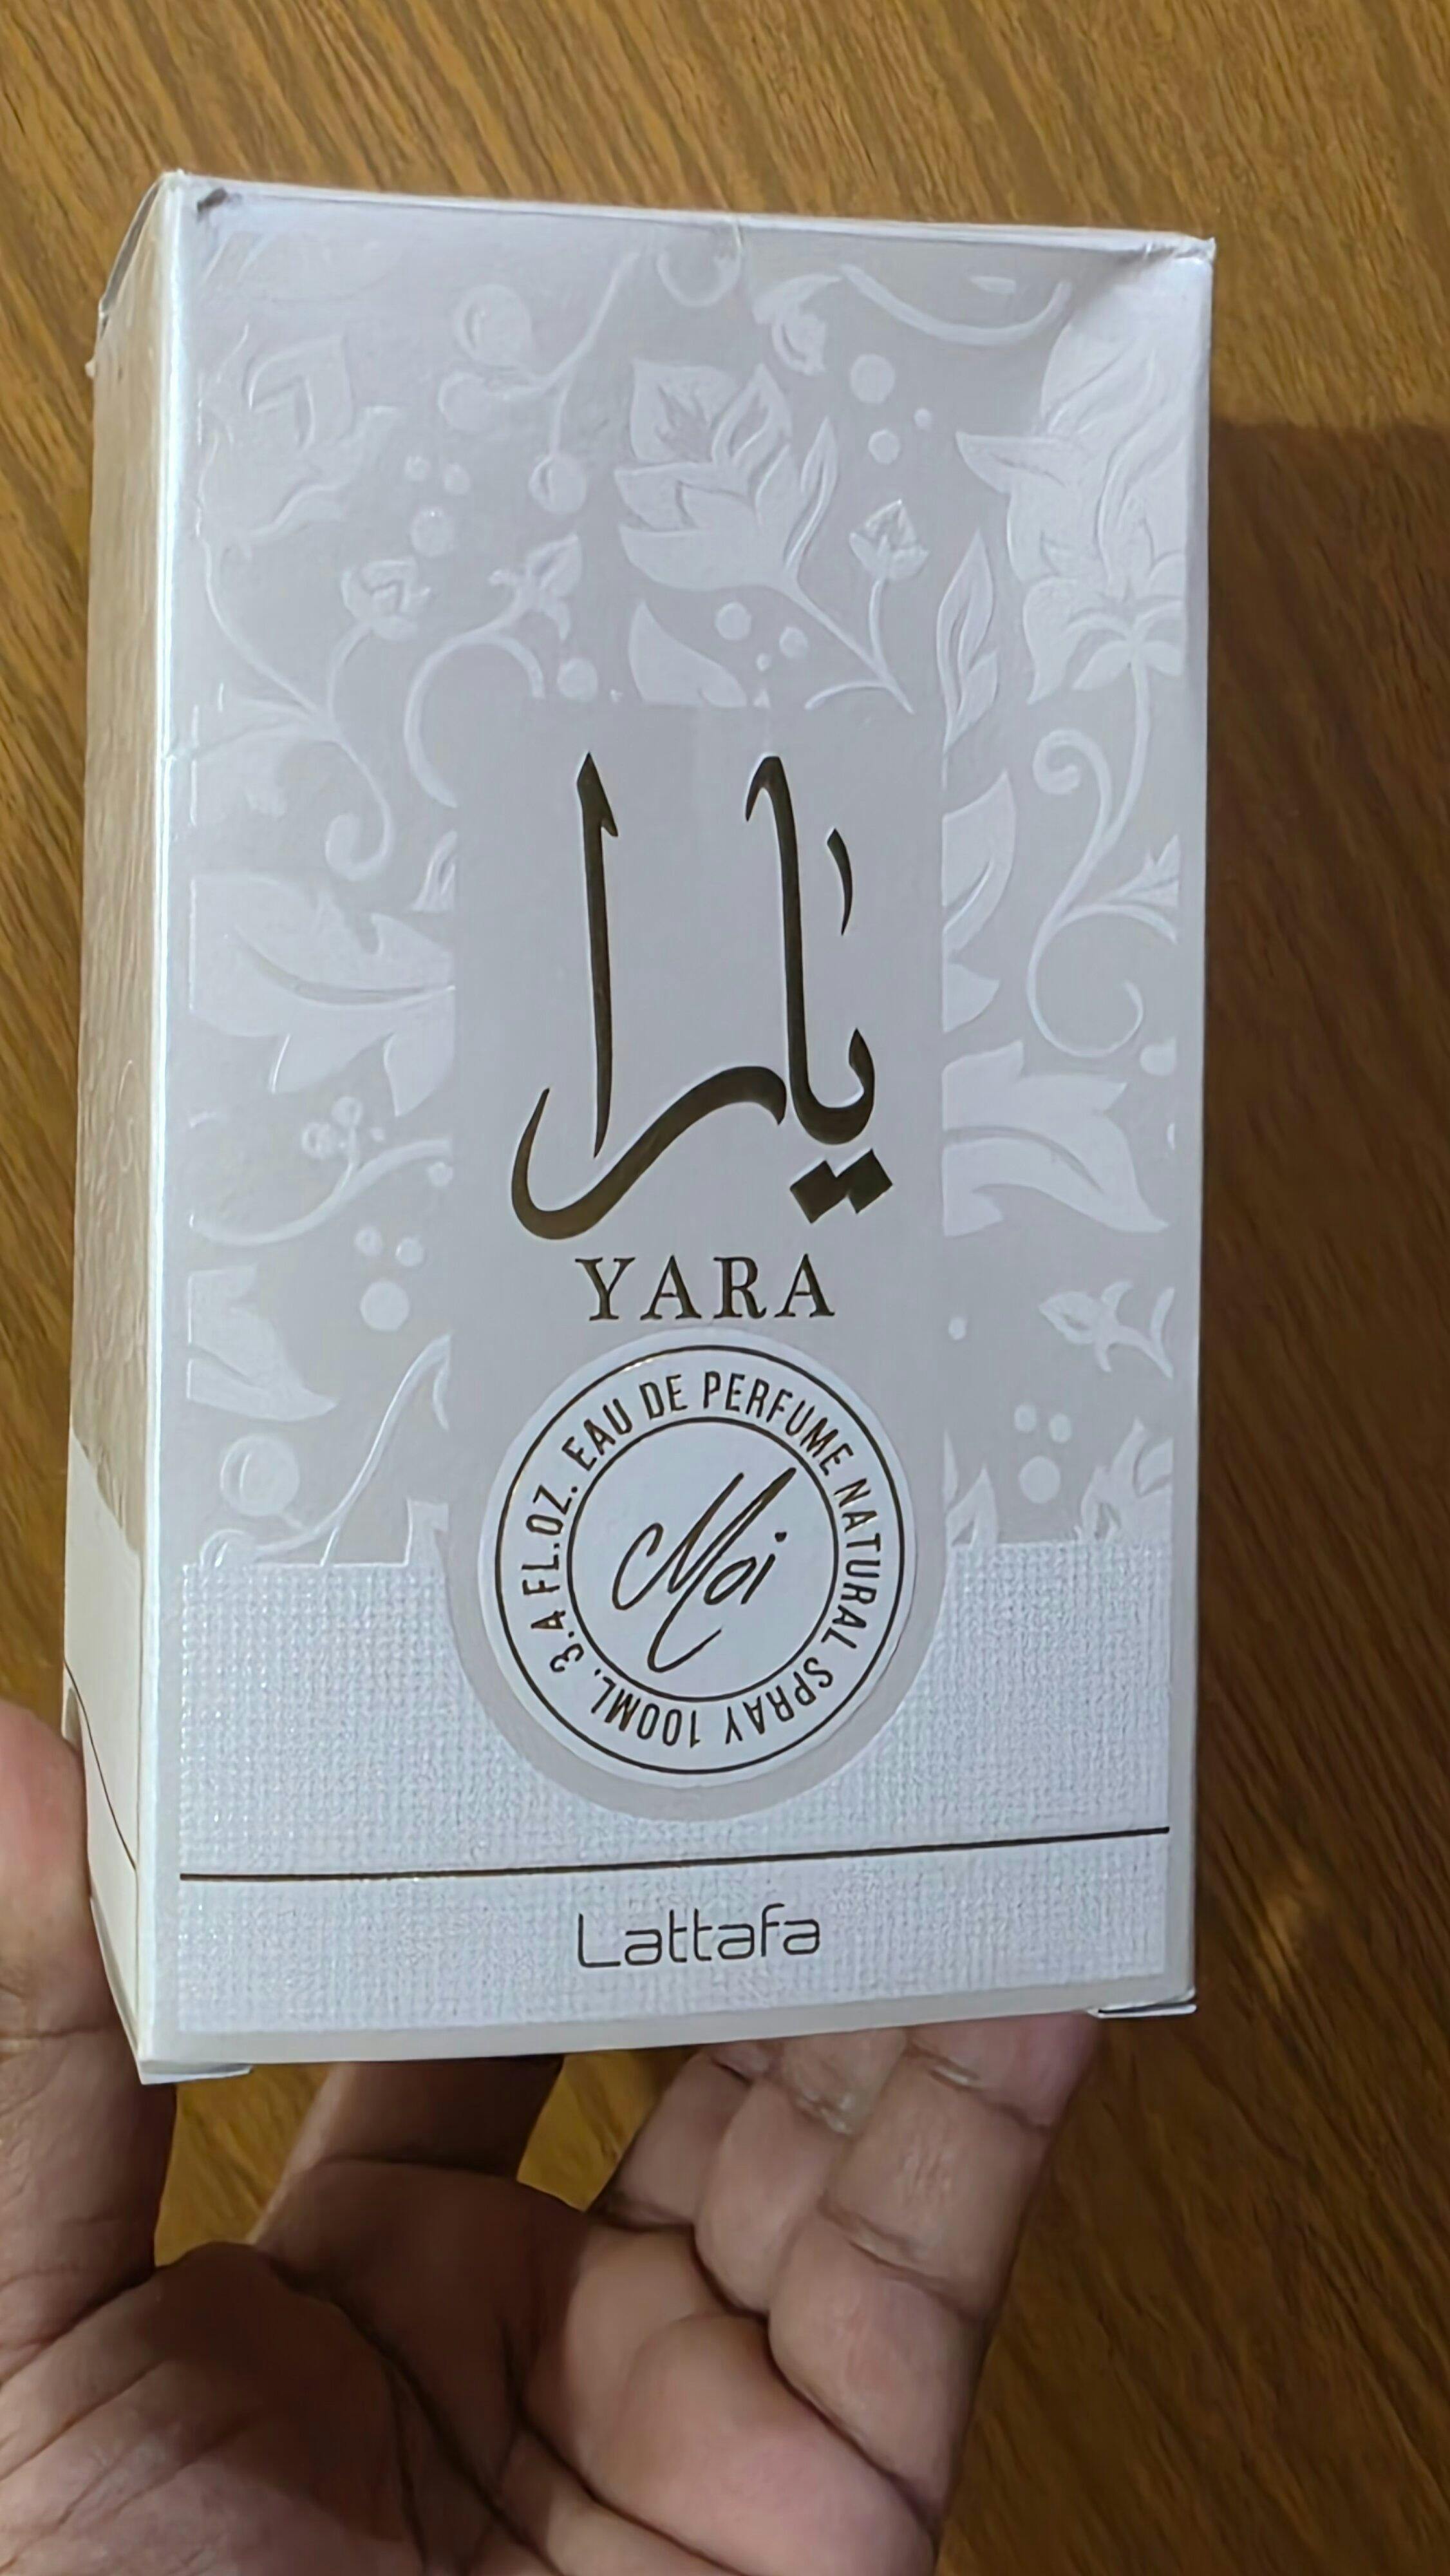 يارا
YARA
EAU DE PERFUME NATURAL SPRAY 100ML, 3.4 FL.OZ.
Moi
Lattafa